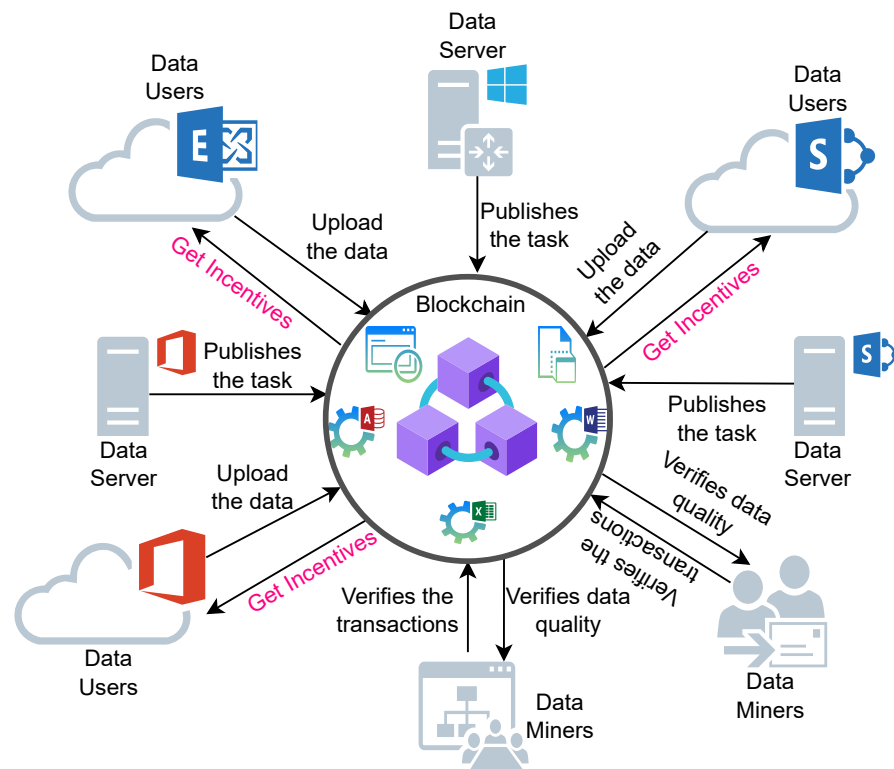 Data
Server
Data
Users
E
Data
Users
S
Upload
the data
Get Incentives
Publishes
the task
Upload
the data
Get Incentives
Blockchain
Publishes
the task
Data
Server
S
Publishes
the task
Data
Server
A
W
X
Upload
the data
Get Incentives
Data
Users
Verifies data
quality
Verifies the
transactions
Verifies the
transactions
Verifies data
quality
Data
Miners
Data
Miners